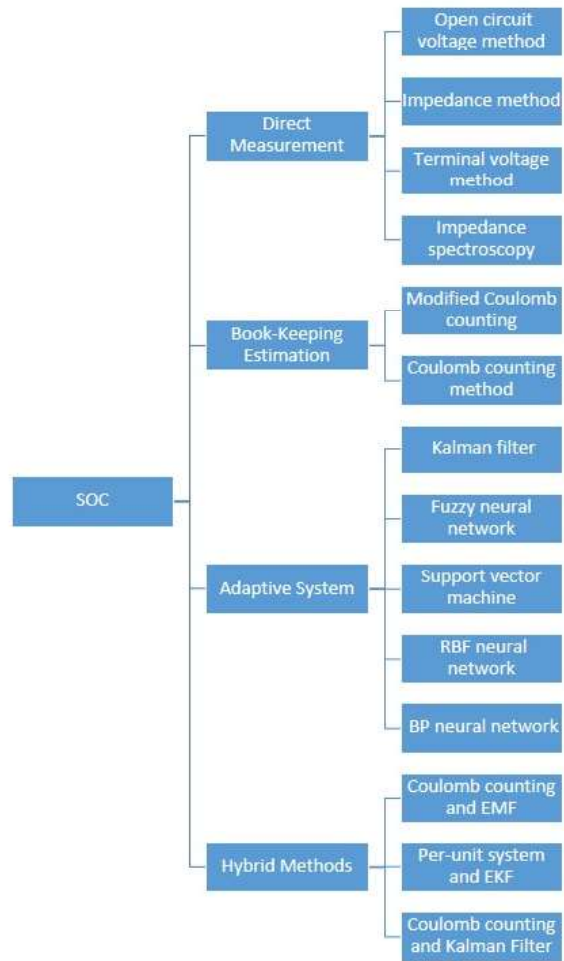 SOC
Direct
Measurement
Open circuit
voltage method
Impedance method
Terminal voltage
method
Impedance
spectroscopy
Book-Keeping
Estimation
Modified Coulomb
counting
Coulomb counting
method
Adaptive System
Kalman filter
Fuzzy neural
network
Support vector
machine
RBF neural
network
BP neural network
Hybrid Methods
Coulomb counting
and EMF
Per-unit system
and EKF
Coulomb counting
and Kalman Filter